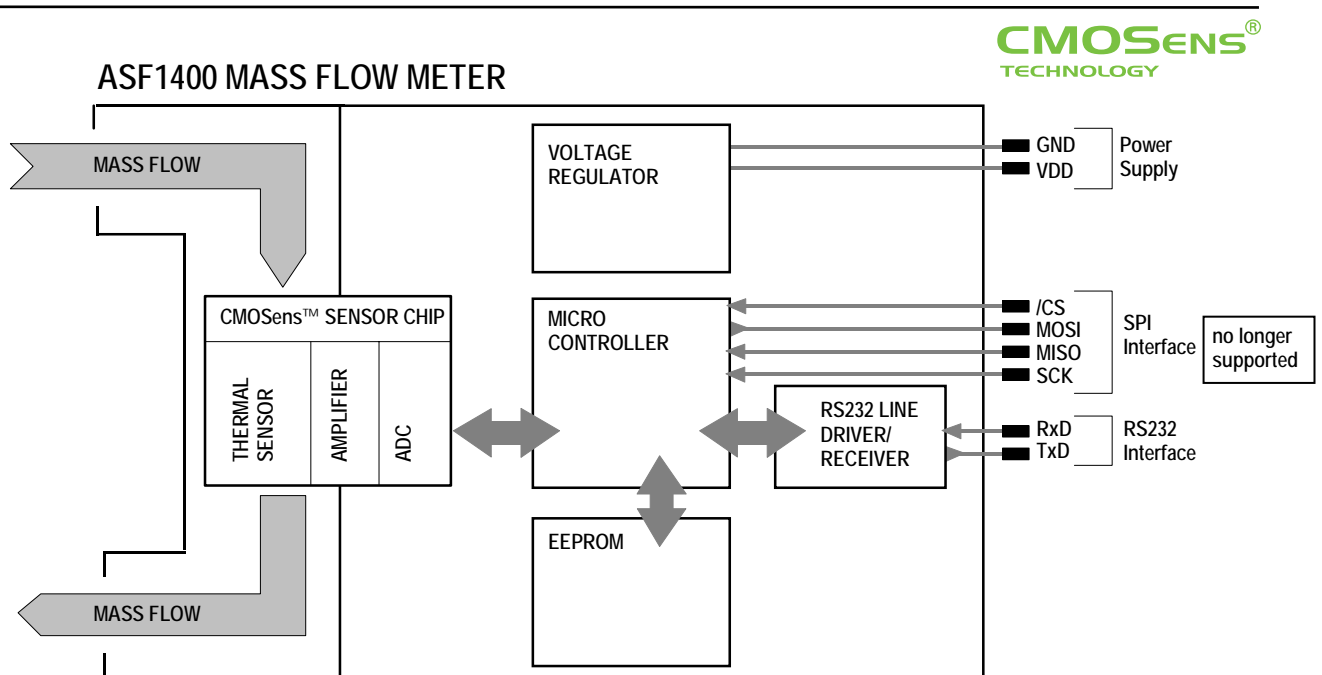 CMOSENS®
TECHNOLOGY
ASF1400 MASS FLOW METER
MASS FLOW
VOLTAGE
REGULATOR
GND
VDD
Power
Supply
CMOSens™ SENSOR CHIP
THERMAL
SENSOR
AMPLIFIER
ADC
MICRO
CONTROLLER
/CS
MOSI
MISO
SCK
SPI
Interface
no longer
supported
RS232 LINE
DRIVER/
RECEIVER
RxD
TxD
RS232
Interface
EEPROM
MASS FLOW